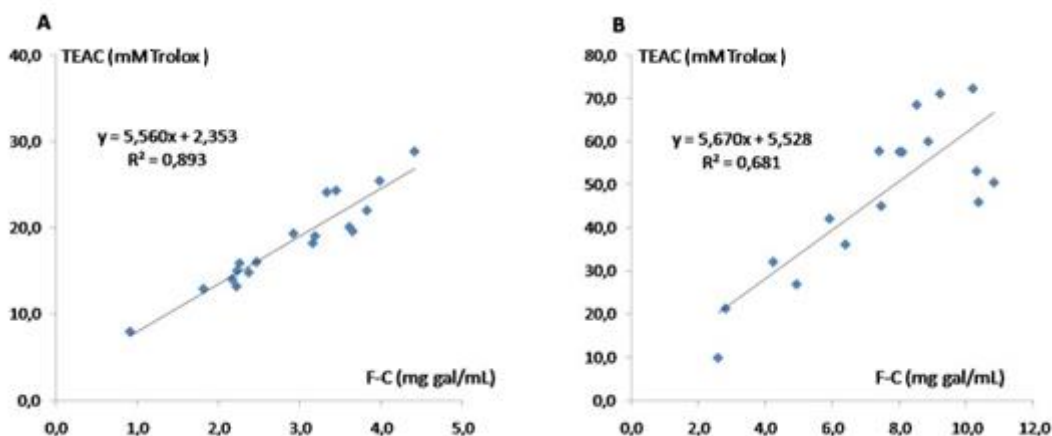 A
TEAC (mM Trolox )
40,0
30,0
20,0
10,0
0,0
y = 5,560x + 2,353
R² = 0,893
F-C (mg gal/mL)
0,0 1,0 2,0 3,0 4,0 5,0
B
TEAC (mM Trolox )
80,0
70,0
60,0
50,0
40,0
30,0
20,0
10,0
0,0
y = 5,670x + 5,528
R² = 0,681
F-C (mg gal/mL)
0,0 2,0 4,0 6,0 8,0 10,0 12,0